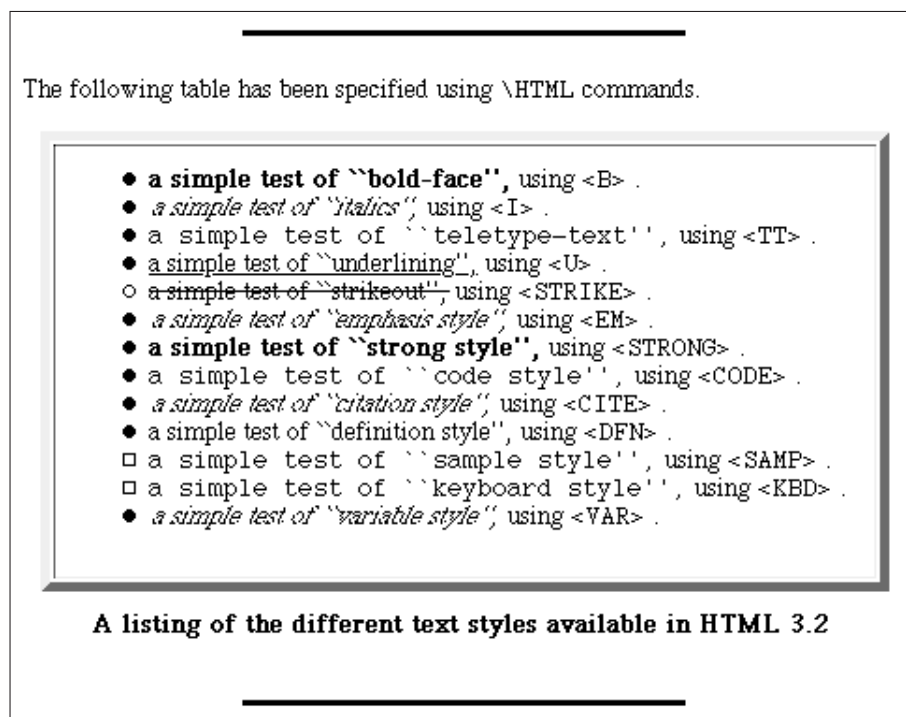 The following table has been specified using \HTML commands.
● a simple test of ``bold-face'', using <B> .
● a simple test of ``italics'', using <I> .
● a simple test of ``teletype-text'', using <TT> .
● a simple test of ``underlining'', using <U> .
○ a simple test of ``strikeout'', using <STRIKE> .
● a simple test of ``emphasis style'', using <EM> .
● a simple test of ``strong style'', using <STRONG> .
● a simple test of ``code style'', using <CODE> .
● a simple test of ``citation style'', using <CITE> .
● a simple test of ``definition style'', using <DFN> .
□ a simple test of ``sample style'', using <SAMP> .
□ a simple test of ``keyboard style'', using <KBD> .
● a simple test of ``variable style'', using <VAR> .
A listing of the different text styles available in HTML 3.2